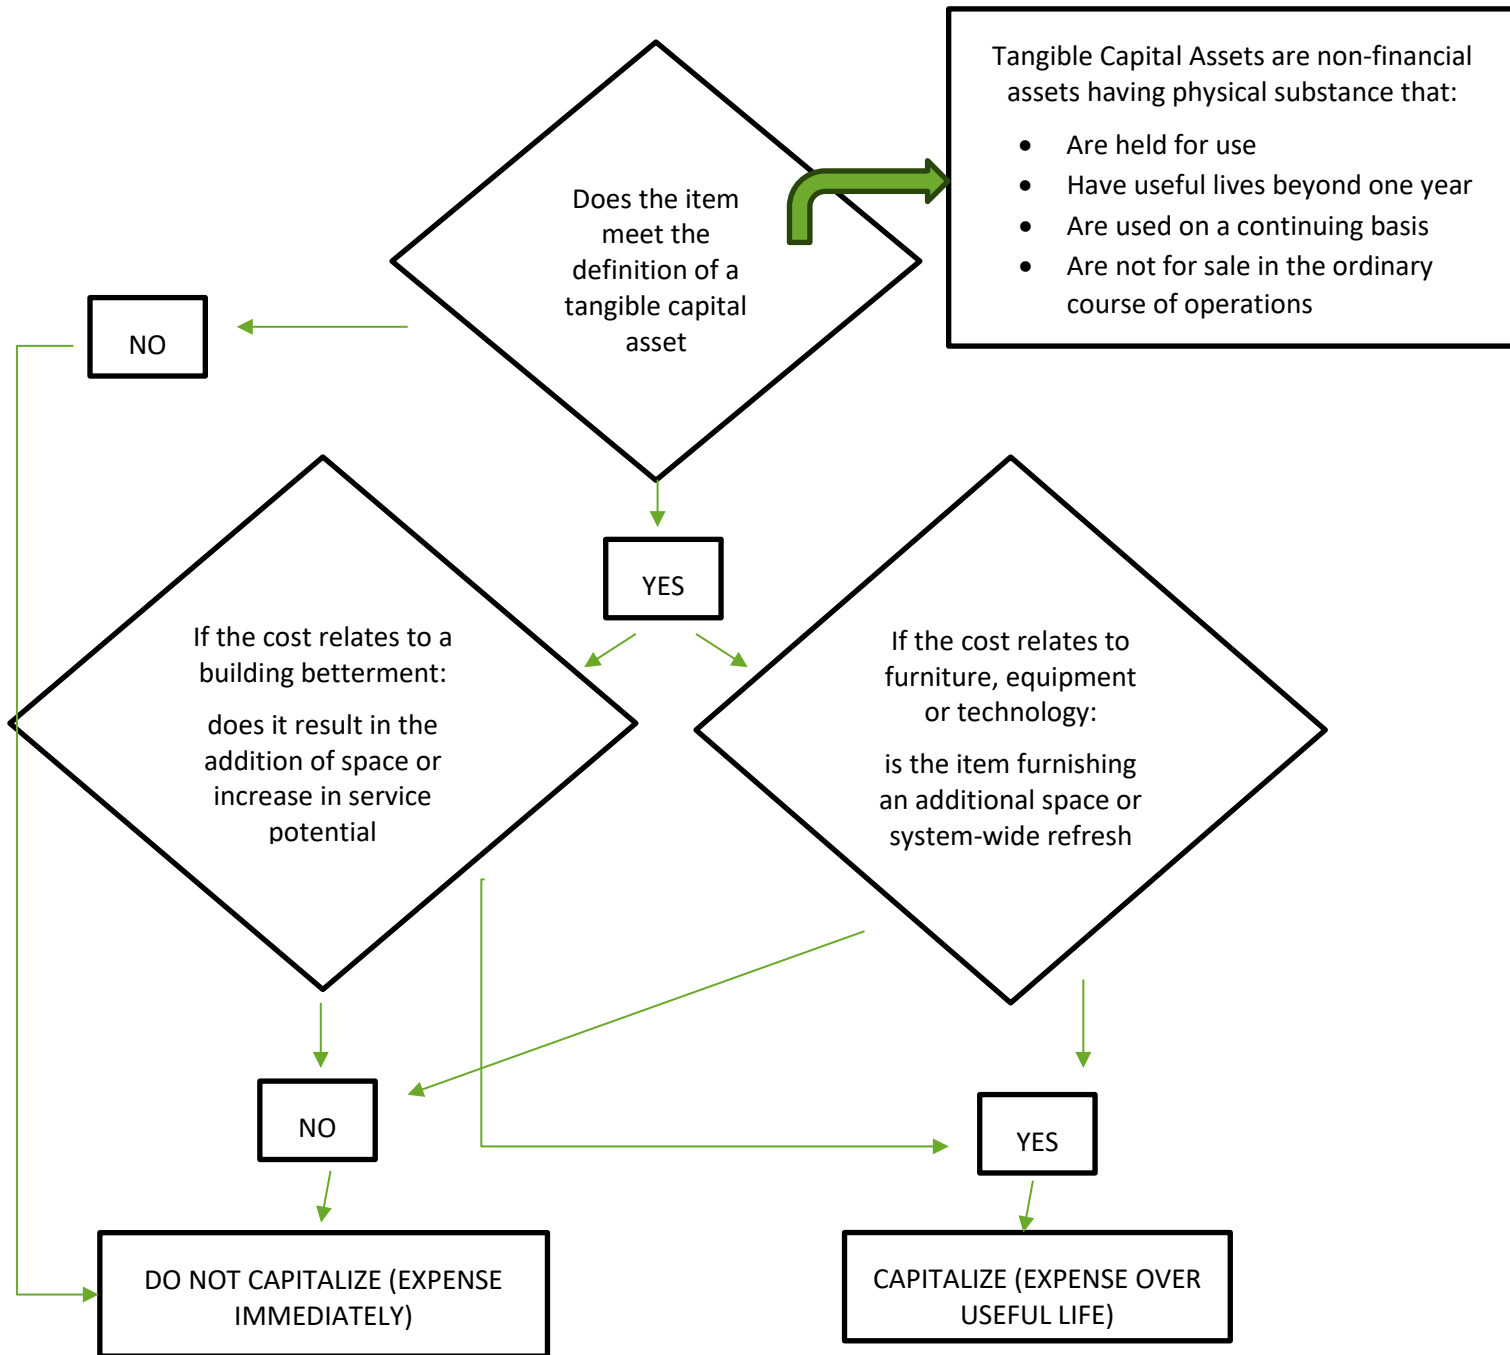 Tangible Capital Assets are non-financial
assets having physical substance that:
• Are held for use
• Have useful lives beyond one year
• Are used on a continuing basis
• Are not for sale in the ordinary
course of operations
Does the item
meet the
definition of a
tangible capital
asset
NO
YES
If the cost relates to a
building betterment:
does it result in the
addition of space or
increase in service
potential
If the cost relates to
furniture, equipment
or technology:
is the item furnishing
an additional space or
system-wide refresh
NO
YES
DO NOT CAPITALIZE (EXPENSE
IMMEDIATELY)
CAPITALIZE (EXPENSE OVER
USEFUL LIFE)